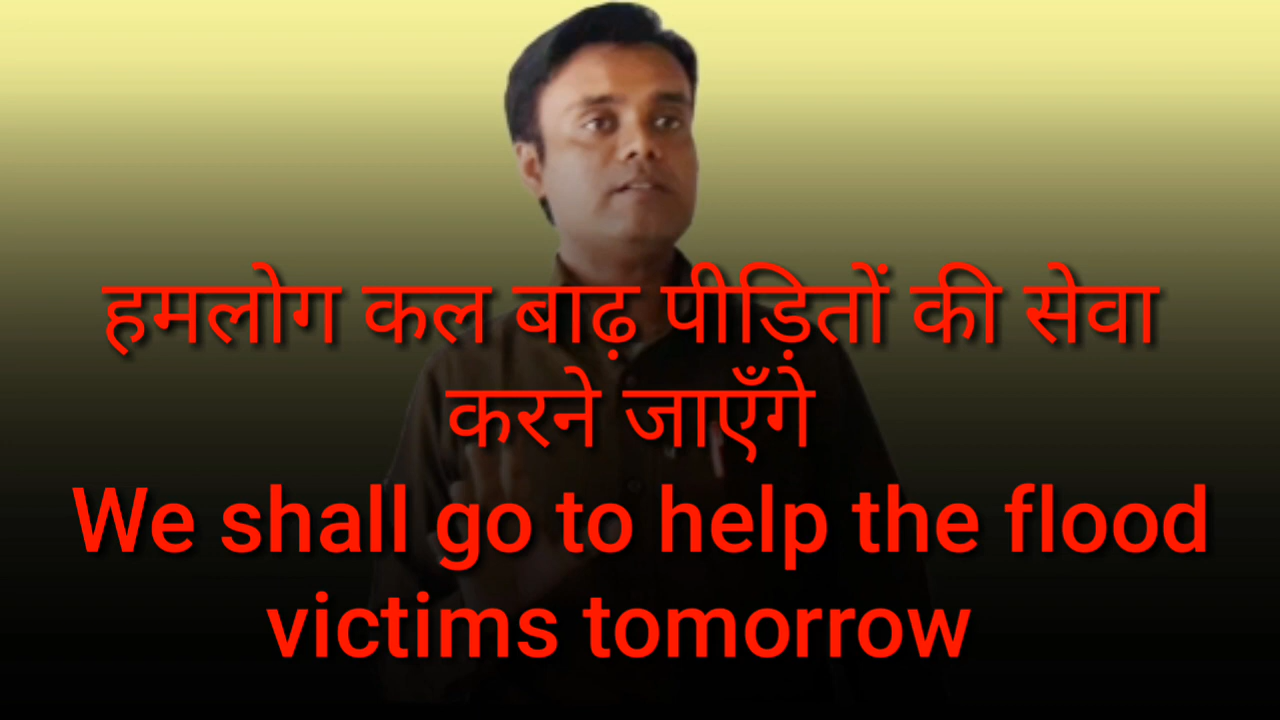 हमलोग कल बाढ़ पीड़ितों की सेवा
करने जाएँगे
We shall go to help the flood
victims tomorrow